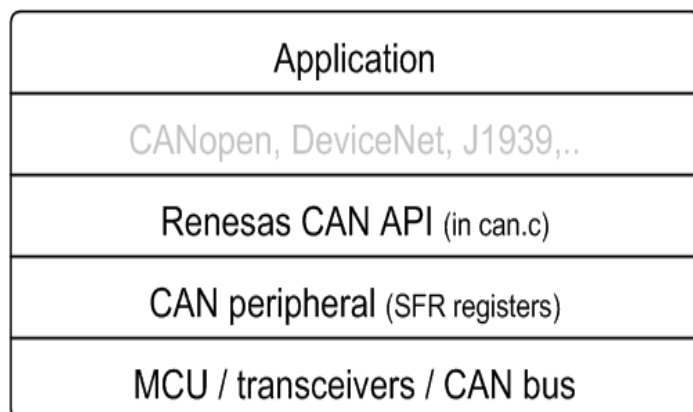 Application
CANopen, DeviceNet, J1939,..
Renesas CAN API (in can.c)
CAN peripheral (SFR registers)
MCU / transceivers / CAN bus